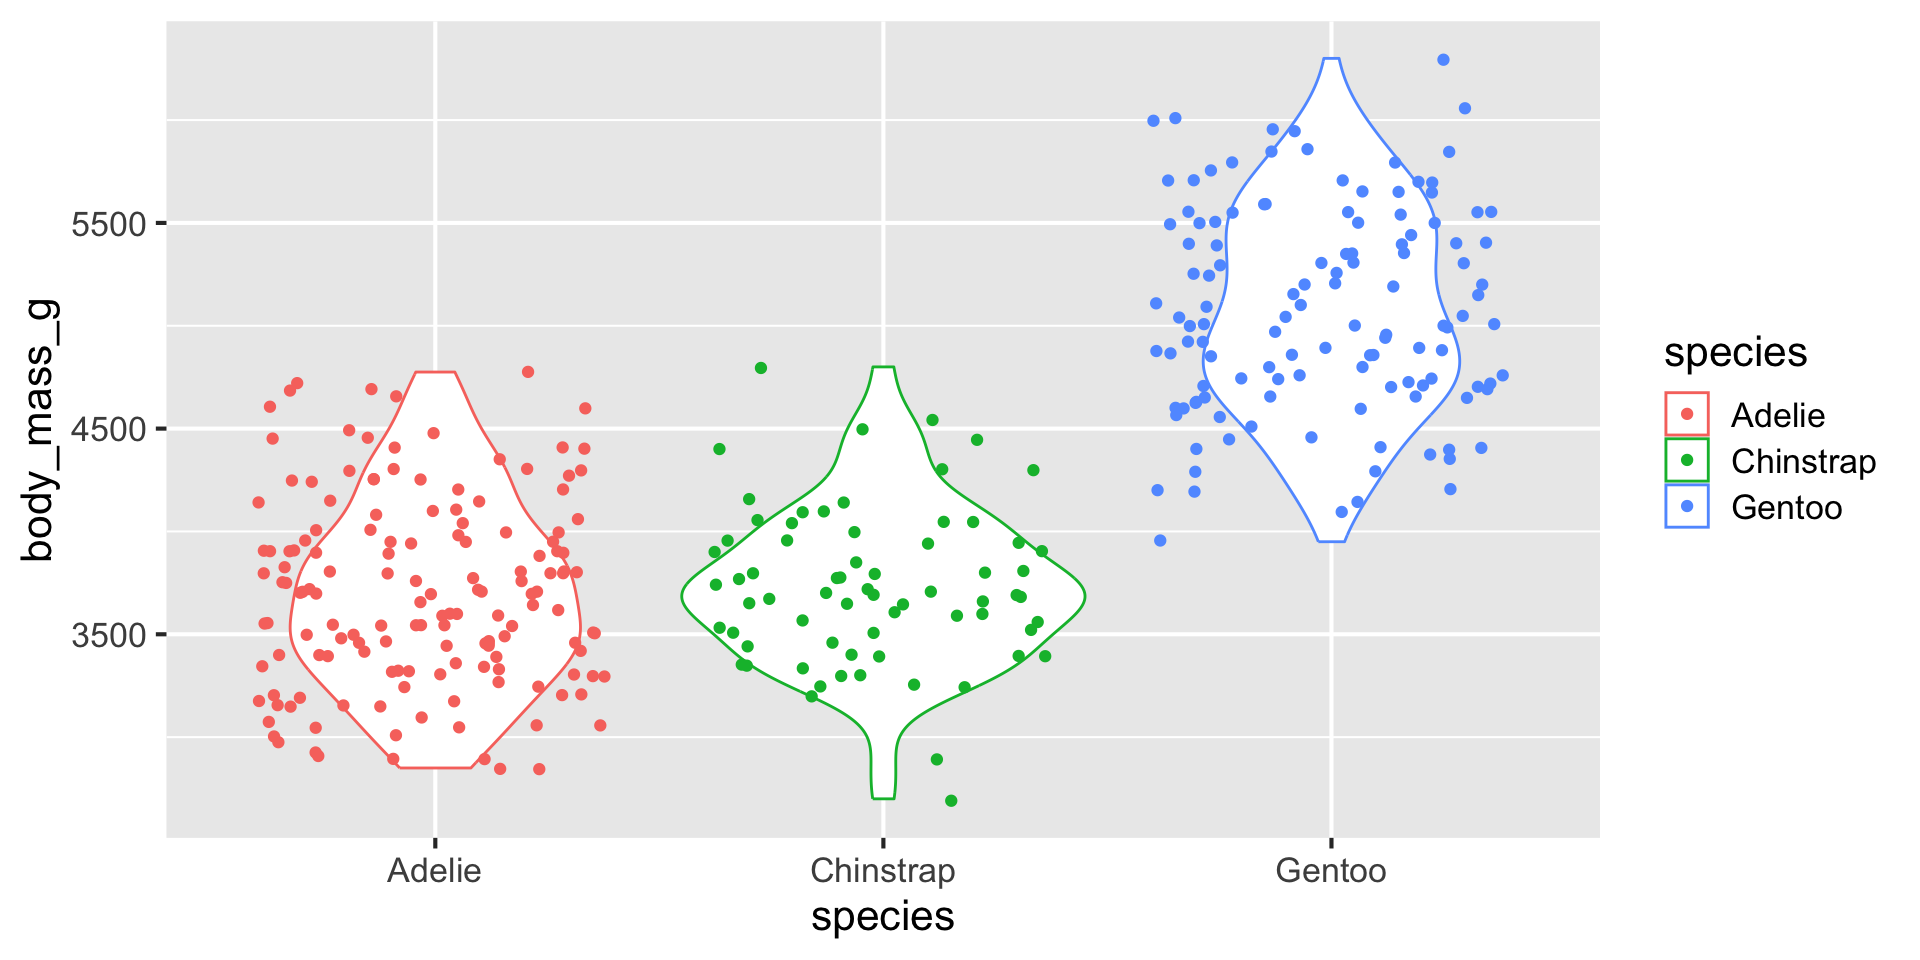 body_mass_g
5500
4500
3500
Adelie
Chinstrap
Gentoo
species
species
Adelie
Chinstrap
Gentoo